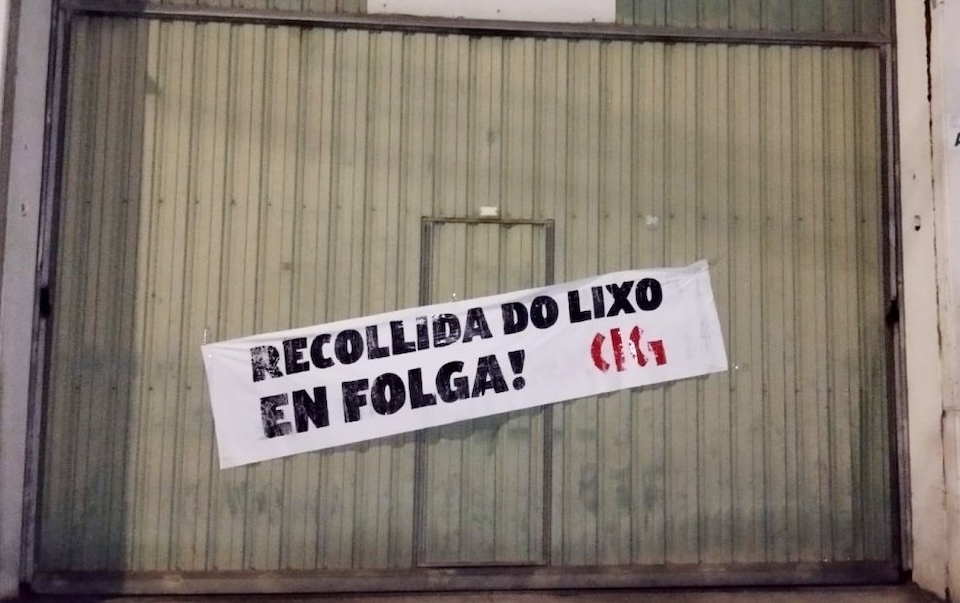 RECOLLIDA DO LIXO
EN FOLGA!
CIG